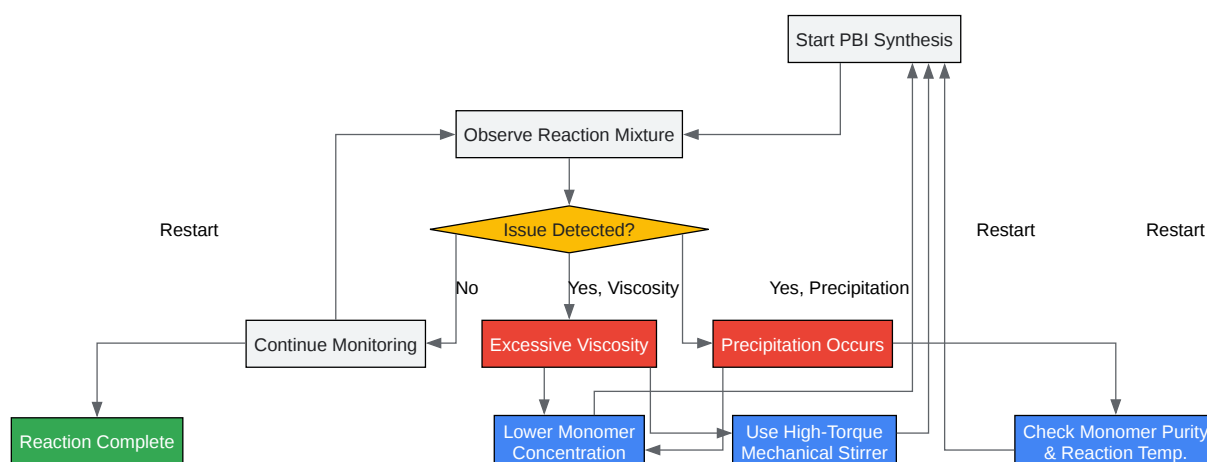 Start PBI Synthesis
Observe Reaction Mixture
Issue Detected?
Restart
Restart
Restart
No
Yes, Viscosity
Yes, Precipitation
Continue Monitoring
Excessive Viscosity
Precipitation Occurs
Reaction Complete
Lower Monomer
Concentration
Use High-Torque
Mechanical Stirrer
Check Monomer Purity
& Reaction Temp.